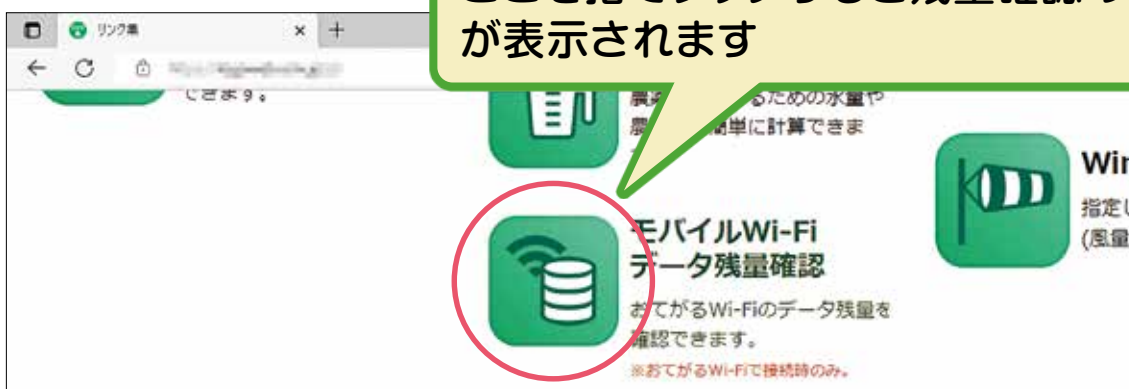 が表示されます
リンク集
できます。
るための水量や
簡単に計算できま
モバイルWi-Fi
データ残量確認
おてがるWi-Fiのデータ残量を
確認できます。
※おてがるWi-Fiで接続時のみ。
指定し
(風量